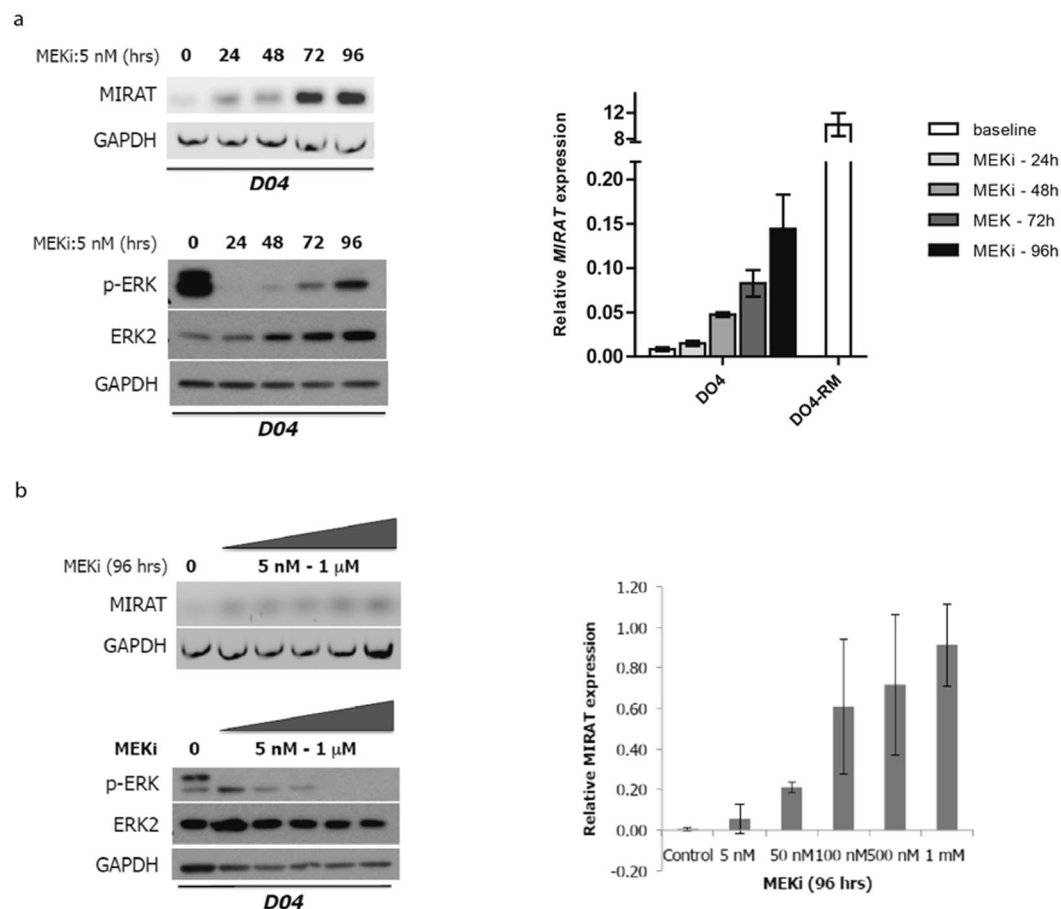 a
MEKi:5 nM (hrs) 0 24 48 72 96
MIRAT
GAPDH
D04
MEKi:5 nM (hrs) 0 24 48 72 96
p-ERK
ERK2
GAPDH
D04
Relative MIRAT expression
12
8
0.20
0.15
0.10
0.05
0.00
DO4
DO4-RM
baseline
MEKi - 24h
MEKi - 48h
MEK - 72h
MEKi - 96h
b
MEKi (96 hrs) 0 5 nM - 1 μM
MIRAT
GAPDH
MEKi 0 5 nM - 1 μM
p-ERK
ERK2
GAPDH
D04
Relative MIRAT expression
1.20
1.00
0.80
0.60
0.40
0.20
0.00
-0.20
Control 5 nM 50 nM 100 nM 500 nM 1 mM
MEKi (96 hrs)